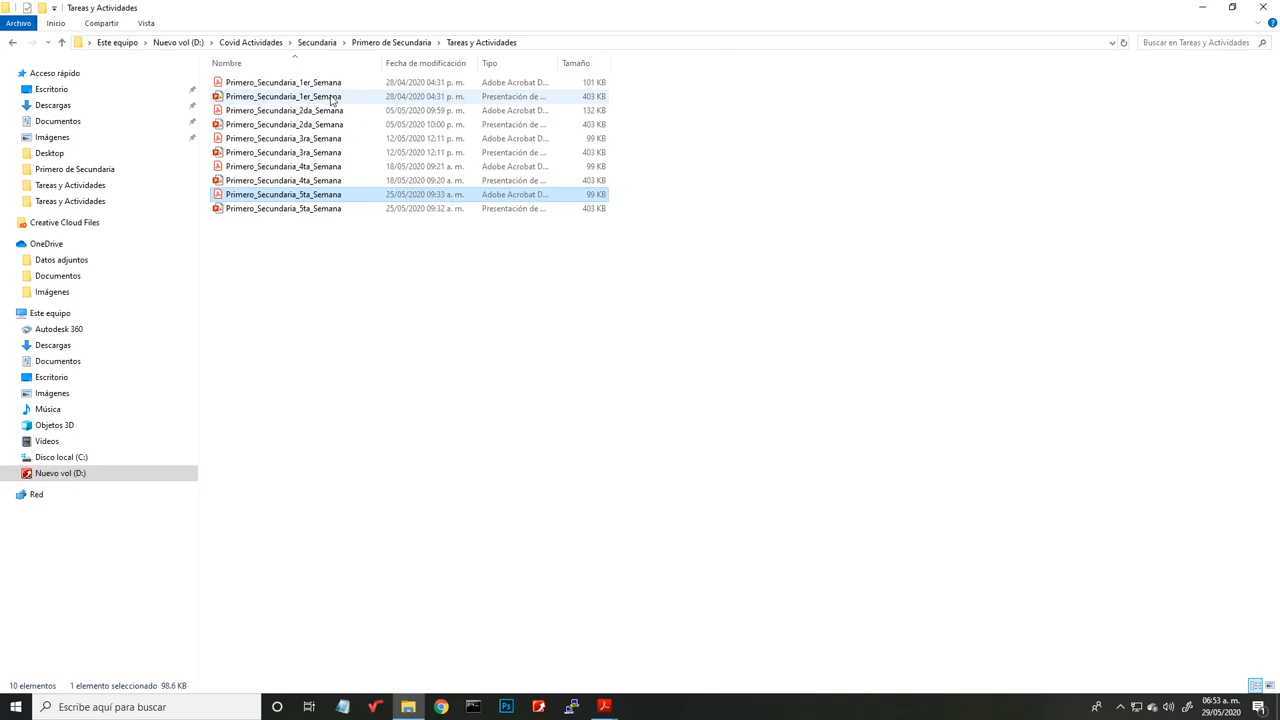 Tareas y Actividades
Archivo Inicio Compartir Vista
Este equipo > Nuevo vol (D:) > Covid Actividades > Secundaria > Primero de Secundaria > Tareas y Actividades
Buscar en Tareas y Actividades
Nombre Fecha de modificación Tipo Tamaño
Primero_Secundaria_1er_Semana 28/04/2020 04:31 p. m. Adobe Acrobat D... 101 KB
Primero_Secundaria_1er_Semana 28/04/2020 04:31 p. m. Presentación de ... 403 KB
Primero_Secundaria_2da_Semana 05/05/2020 09:59 p. m. Adobe Acrobat D... 132 KB
Primero_Secundaria_2da_Semana 05/05/2020 10:00 p. m. Presentación de ... 403 KB
Primero_Secundaria_3ra_Semana 12/05/2020 12:11 p. m. Adobe Acrobat D... 99 KB
Primero_Secundaria_3ra_Semana 12/05/2020 12:11 p. m. Presentación de ... 403 KB
Primero_Secundaria_4ta_Semana 18/05/2020 09:21 a. m. Adobe Acrobat D... 99 KB
Primero_Secundaria_4ta_Semana 18/05/2020 09:20 a. m. Presentación de ... 403 KB
Primero_Secundaria_5ta_Semana 25/05/2020 09:33 a. m. Adobe Acrobat D... 99 KB
Primero_Secundaria_5ta_Semana 25/05/2020 09:32 a. m. Presentación de ... 403 KB
Acceso rápido
Escritorio
Descargas
Documentos
Imágenes
Desktop
Primero de Secundaria
Tareas y Actividades
Tareas y Actividades
Creative Cloud Files
OneDrive
Datos adjuntos
Documentos
Imágenes
Este equipo
Autodesk 360
Descargas
Documentos
Escritorio
Imágenes
Música
Objetos 3D
Videos
Disco local (C:)
Nuevo vol (D:)
Red
10 elementos 1 elemento seleccionado 98.6 KB
Escribe aquí para buscar
Ps
06:53 a. m.
29/05/2020
1